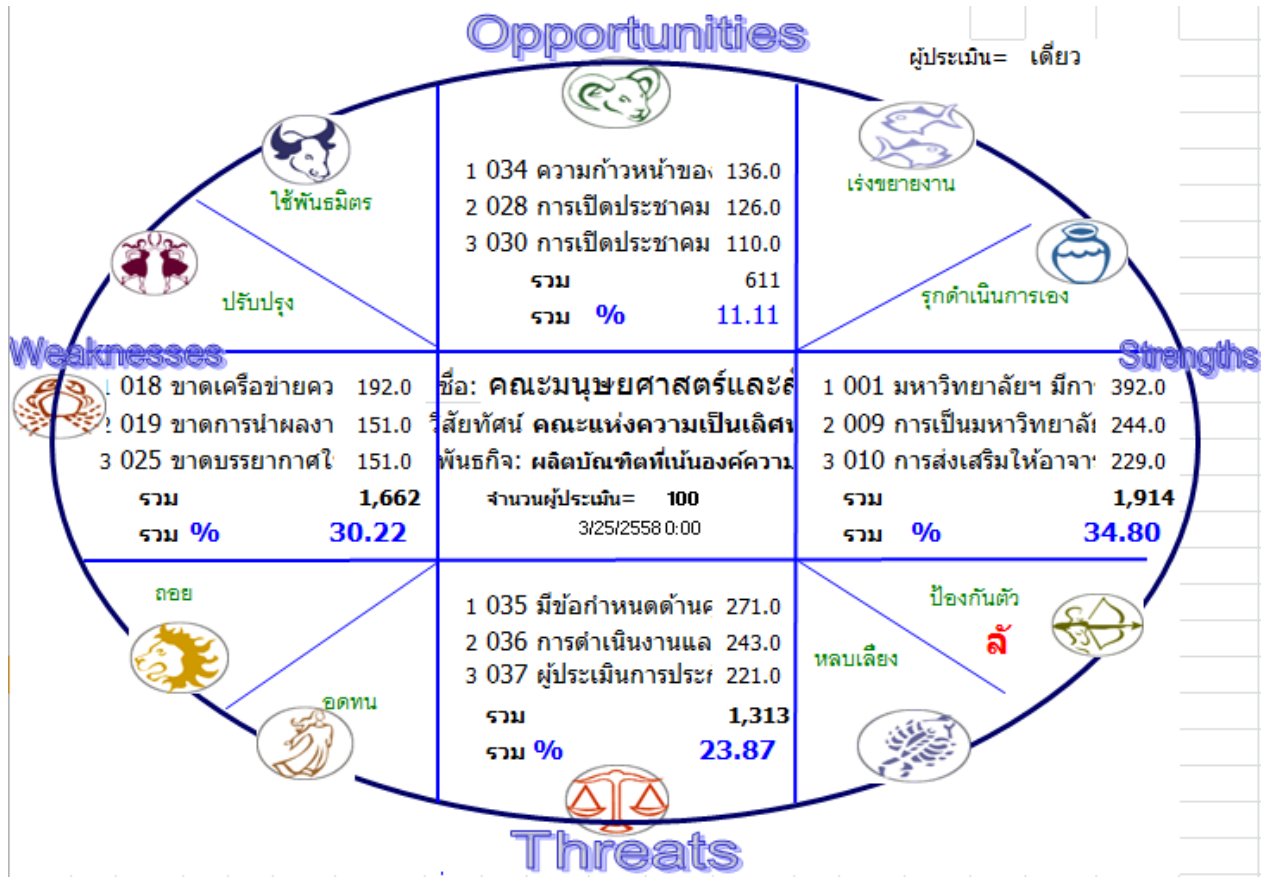 Opportunities
ผู้ประเมิน= เดี่ยว
1 034 ความก้าวหน้าของ 136.0
2 028 การเปิดประชาคม 126.0
3 030 การเปิดประชาคม 110.0
รวม 611
รวม % 11.11
ใช้พันธมิตร
ปรับปรุง
เร่งขยายงาน
รุกดำเนินการเอง
Weaknesses
1 018 ขาดเครือข่ายคว 192.0
2 019 ขาดการนำผลงา 151.0
3 025 ขาดบรรยากาศใ 151.0
รวม 1,662
รวม % 30.22
ชื่อ: คณะมนุษยศาสตร์และสั
วิสัยทัศน์ คณะแห่งความเป็นเลิศ
พันธกิจ: ผลิตบัณฑิตที่เน้นองค์ความ
จำนวนผู้ประเมิน= 100
3/25/2558 0:00
Strengths
1 001 มหาวิทยาลัยฯ มีกา 392.0
2 009 การเป็นมหาวิทยาลั 244.0
3 010 การส่งเสริมให้อาจา 229.0
รวม 1,914
รวม % 34.80
ถอย
อดทน
1 035 มีข้อกำหนดด้าน 271.0
2 036 การดำเนินงานแล 243.0
3 037 ผู้ประเมินการประ 221.0
รวม 1,313
รวม % 23.87
ป้องกันตัว
ลั
หลบเลี่ยง
Threats